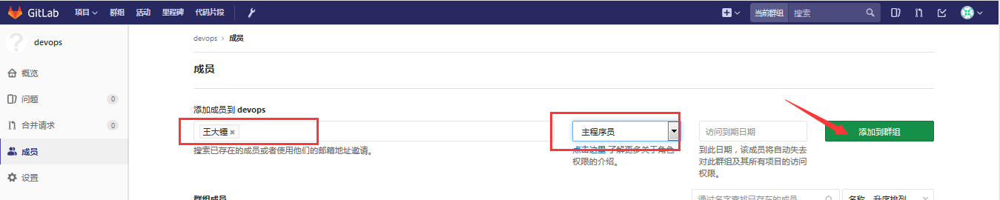 GitLab 项目 群组 活动 里程碑 代码片段 当前群组 搜索
devops
devops › 成员
概览
成员
问题 0
添加成员到 devops
合并请求 0
王大锤 × 主程序员 访问到期日期 添加到群组
成员
搜索已存在的成员或者使用他们的邮箱地址邀请。
点击这里 了解更多关于角色
权限的介绍。
到此日期，该成员将自动失去
对此群组及其所有项目的访问
权限。
设置
群组成员 通过名字查找已存在的成员 名称，升序排列